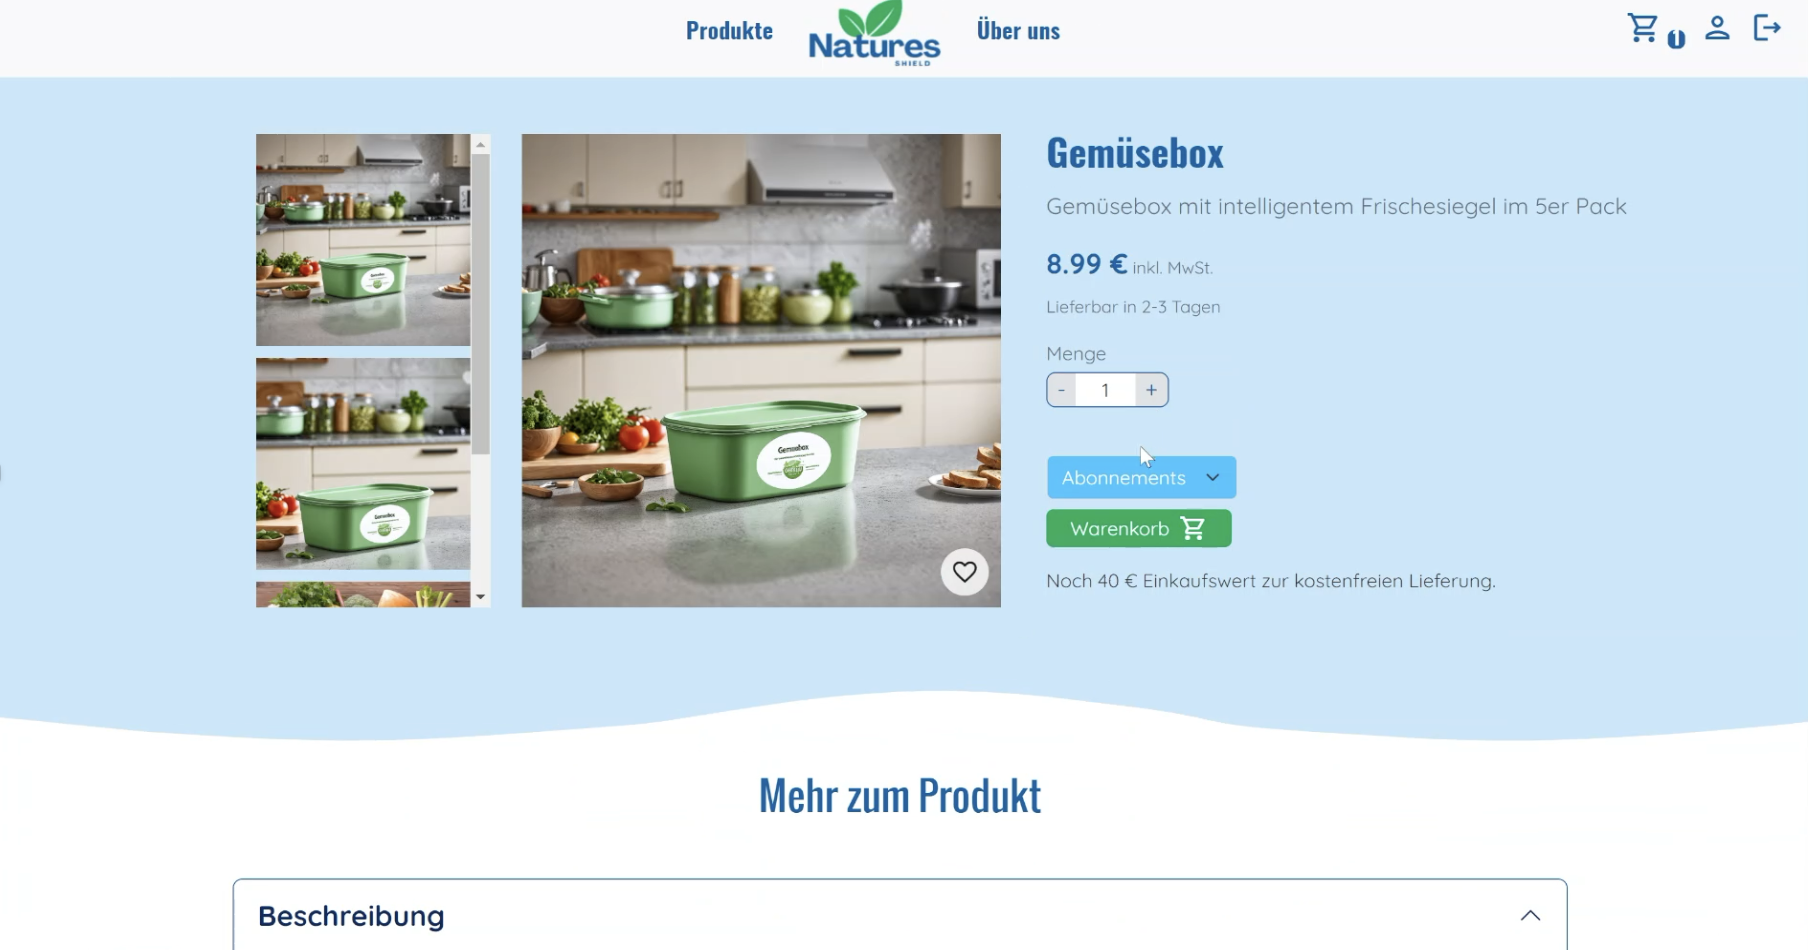 Produkte
Natures
SHIELD
Über uns
1
Gemüsebox
Gemüsebox mit intelligentem Frischesiegel im 5er Pack
8.99 € inkl. MwSt.
Lieferbar in 2-3 Tagen
Menge
- 1 +
Abonnements
Warenkorb
Noch 40 € Einkaufswert zur kostenfreien Lieferung.
Mehr zum Produkt
Beschreibung